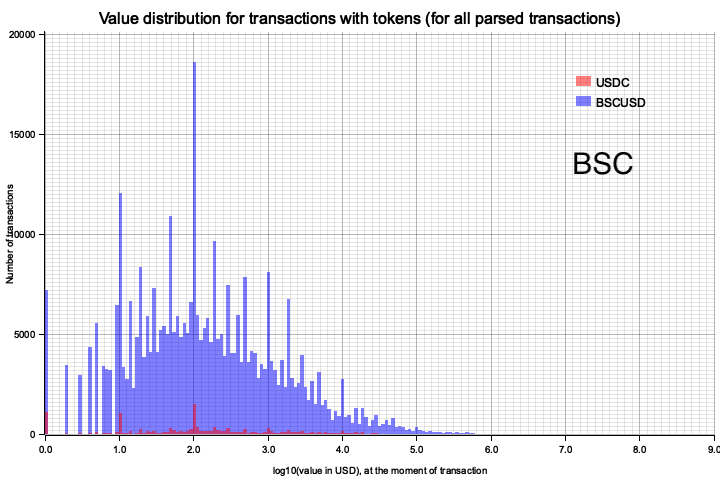 Value distribution for transactions with tokens (for all parsed transactions)
20000
15000
10000
5000
0
Number of transactions
USDC
BSCUSD
BSC
0.0 1.0 2.0 3.0 4.0 5.0 6.0 7.0 8.0 9.0
log10(value in USD), at the moment of transaction